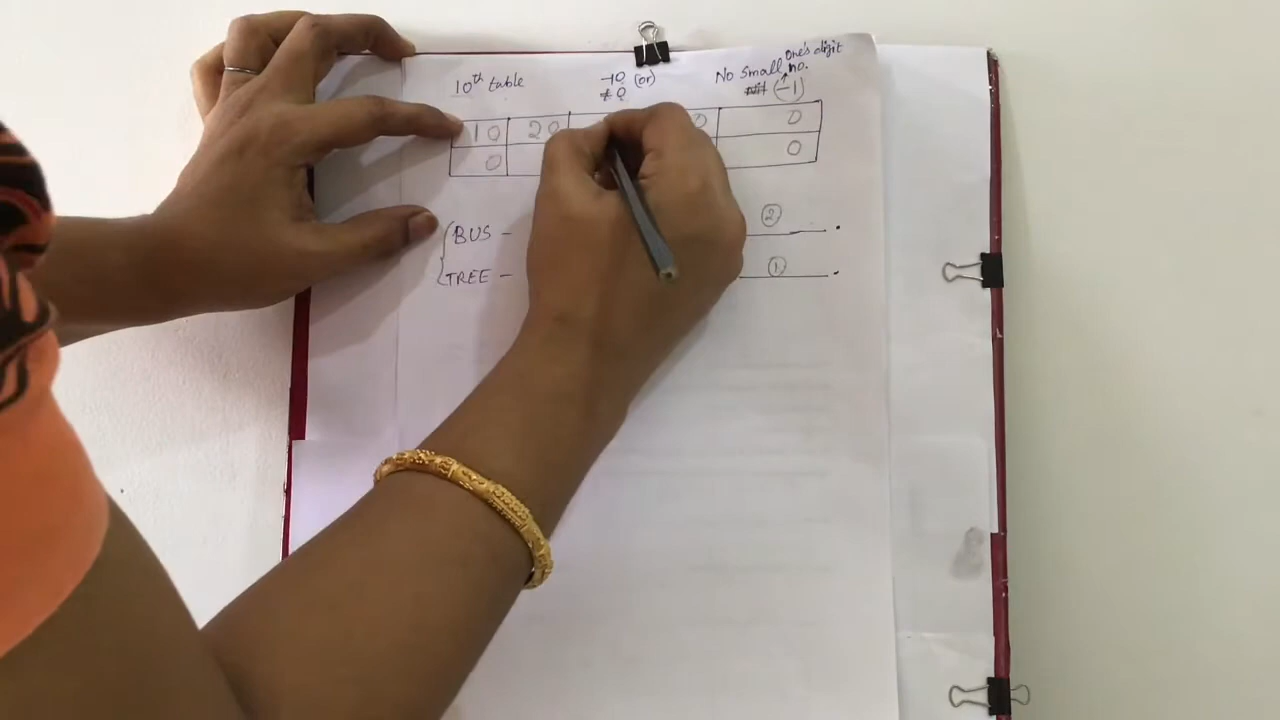 10th table -10 (or) No small one's digit no.
≠0 (-1)
10 20 0 0
0 0
BUS - 2 .
TREE - 1 .